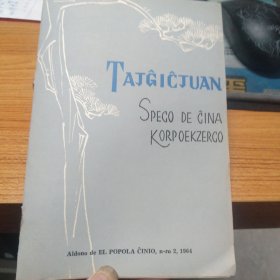 TAJĜIĈJUAN
SPECO DE ĈINA
KORPOEKZERCO
Aldono de EL POPOLA ĈINIO, n-ro 2, 1964